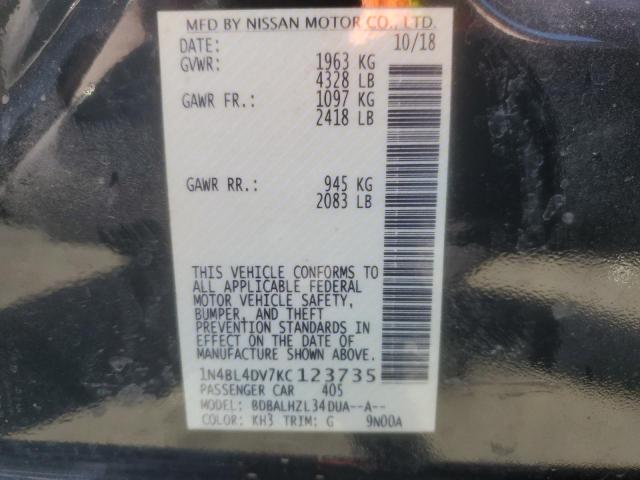 MFD BY NISSAN MOTOR CO., LTD.
DATE: 10/18
GVWR: 1963 KG
4328 LB
GAWR FR.: 1097 KG
2418 LB
GAWR RR.: 945 KG
2083 LB
THIS VEHICLE CONFORMS TO
ALL APPLICABLE FEDERAL
MOTOR VEHICLE SAFETY,
BUMPER, AND THEFT
PREVENTION STANDARDS IN
EFFECT ON THE DATE OF
MANUFACTURE SHOWN ABOVE.
1N4BL4DV7KC123735
PASSENGER CAR 405
MODEL: BDBALHZL34DUA--A--
COLOR: KH3 TRIM: G 9N00A